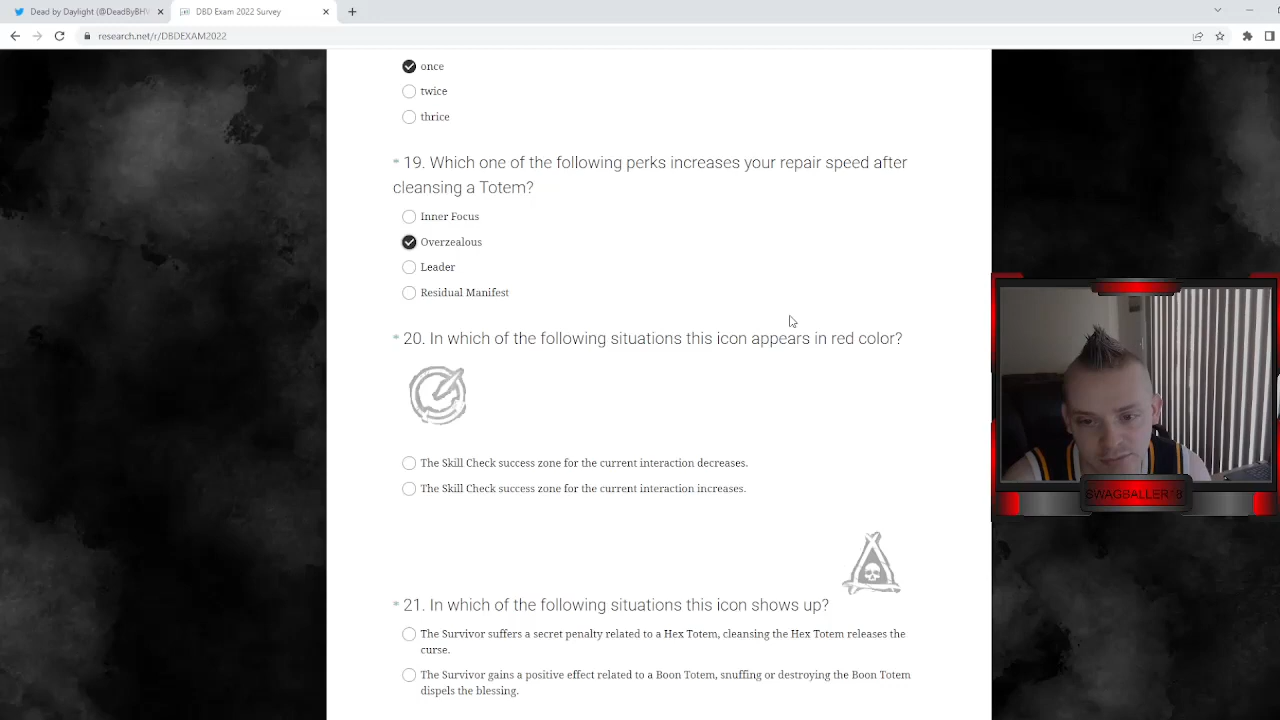 Dead by Daylight (@DeadByBHV
DBD Exam 2022 Survey
research.net/r/DBDEXAM2022
once
twice
thrice
* 19. Which one of the following perks increases your repair speed after
cleansing a Totem?
Inner Focus
Overzealous
Leader
Residual Manifest
* 20. In which of the following situations this icon appears in red color?
The Skill Check success zone for the current interaction decreases.
The Skill Check success zone for the current interaction increases.
SWAGBALLER18
* 21. In which of the following situations this icon shows up?
The Survivor suffers a secret penalty related to a Hex Totem, cleansing the Hex Totem releases the
curse.
The Survivor gains a positive effect related to a Boon Totem, snuffing or destroying the Boon Totem
dispels the blessing.